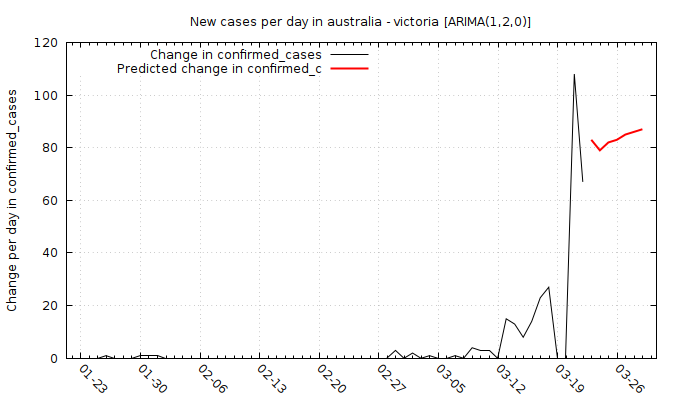 New cases per day in australia - victoria [ARIMA(1,2,0)]
Change in confirmed_cases
Predicted change in confirmed_c
Change per day in confirmed_cases
120
100
80
60
40
20
0
01-23 01-30 02-06 02-13 02-20 02-27 03-05 03-12 03-19 03-26